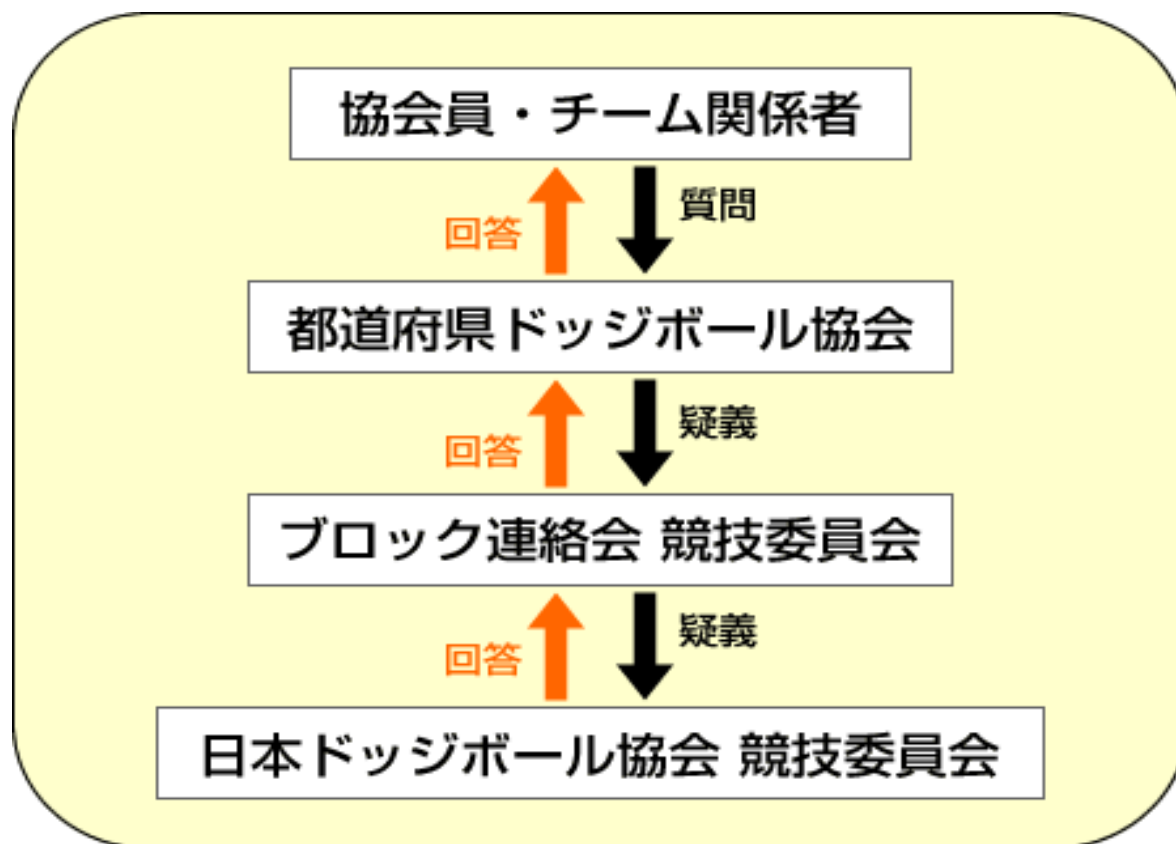 協会員・チーム関係者
回答
質問
都道府県ドッジボール協会
回答
疑義
ブロック連絡会 競技委員会
回答
疑義
日本ドッジボール協会 競技委員会